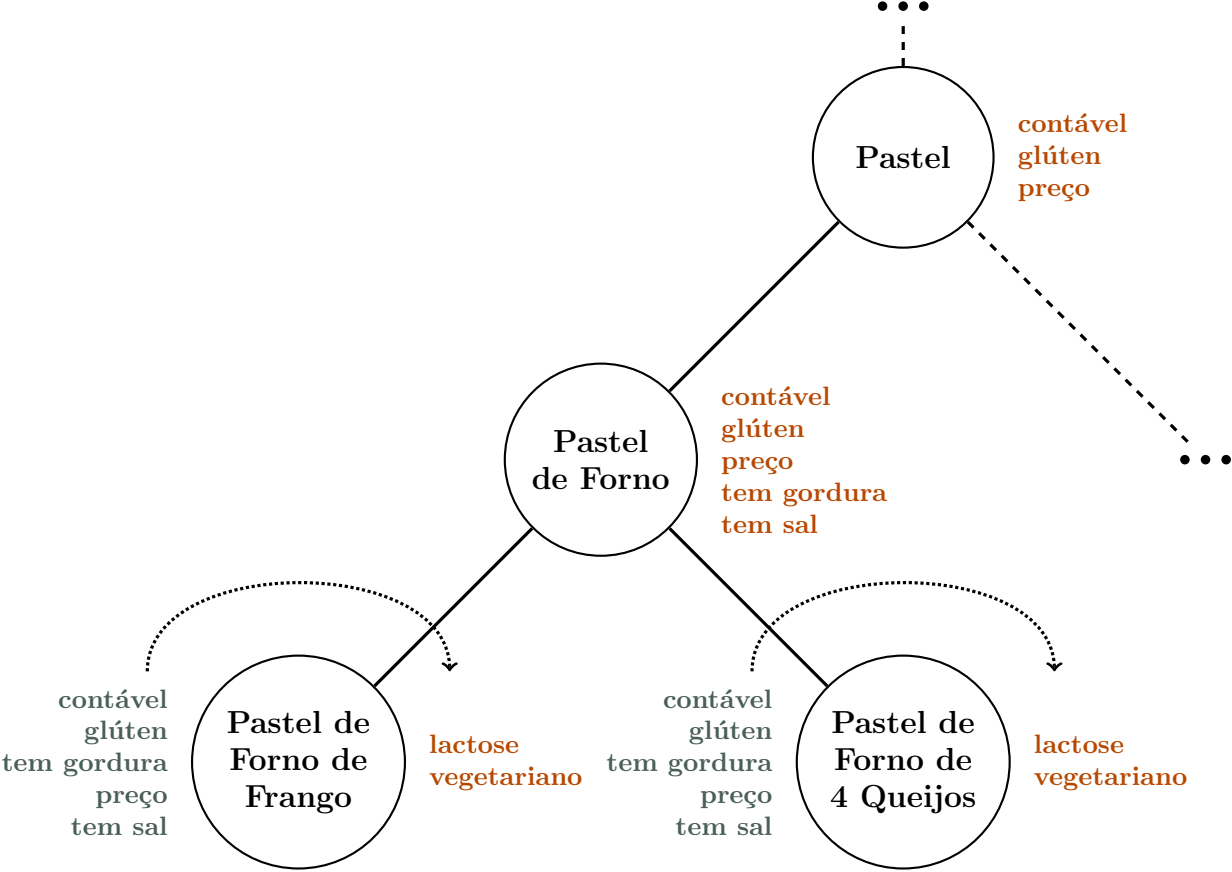 Pastel
contável
glúten
preço
Pastel
de Forno
contável
glúten
preço
tem gordura
tem sal
contável
glúten
tem gordura
preço
tem sal
Pastel de
Forno de
Frango
lactose
vegetariano
contável
glúten
tem gordura
preço
tem sal
Pastel de
Forno de
4 Queijos
lactose
vegetariano